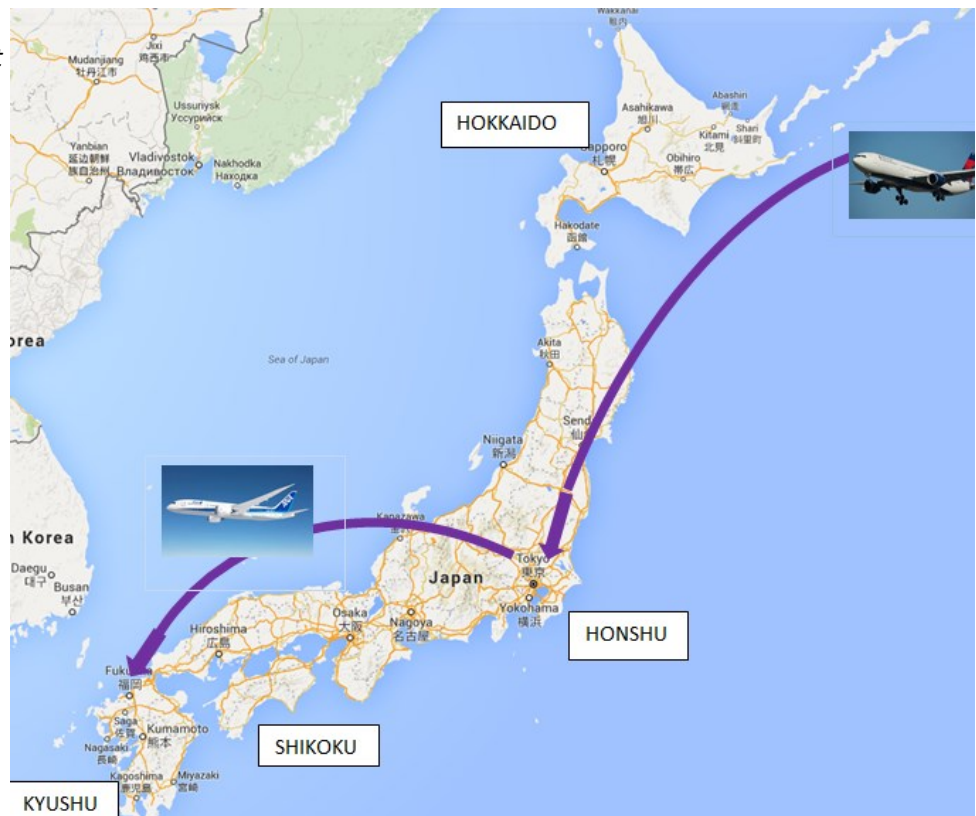 Wakkanai
稚内
Jixi
鸡西市
Mudanjiang
牡丹江市
Abashiri
網走
Ussuriysk
Уссурийск
HOKKAIDO
Asahikawa
旭川
Kitami
北見
Shari
斜里町
Yanbian
延边朝鲜
族自治州
Vladivostok
Владивосток
Nakhodka
Находка
Sapporo
札幌
Obihiro
帯広
Hakodate
函館
Akita
秋田
Sea of Japan
Niigata
新潟
Kanazawa
n Korea
Daegu
대구
Busan
부산
Tokyo
東京
Japan
Yokohama
横浜
HONSHU
Osaka
大阪
Nagoya
名古屋
Hiroshima
広島
福岡
Saga
佐賀
Kumamoto
熊本
Nagasaki
長崎
SHIKOKU
Kagoshima
鹿児島
Miyazaki
宮崎
KYUSHU